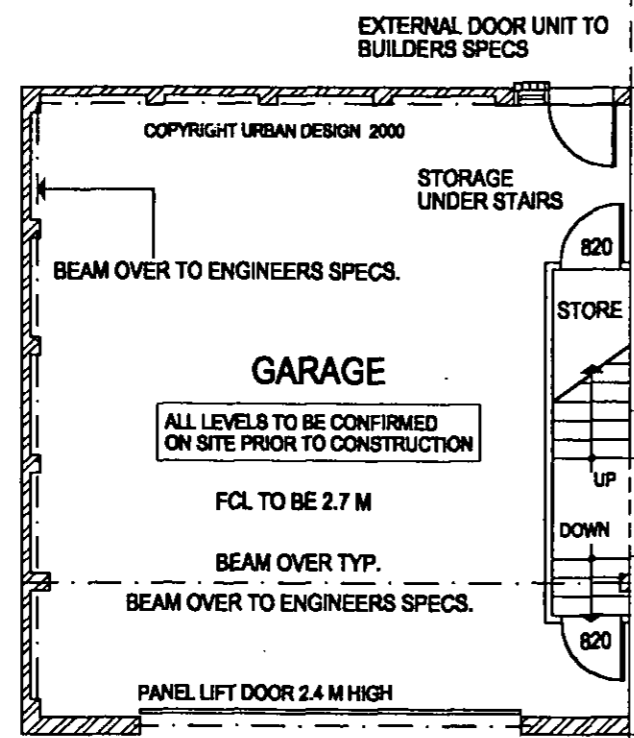 EXTERNAL DOOR UNIT TO
BUILDERS SPECS
COPYRIGHT URBAN DESIGN 2000
STORAGE
UNDER STAIRS
820
BEAM OVER TO ENGINEERS SPECS.
STORE
GARAGE
ALL LEVELS TO BE CONFIRMED
ON SITE PRIOR TO CONSTRUCTION
UP
FCL TO BE 2.7 M
DOWN
BEAM OVER TYP.
BEAM OVER TO ENGINEERS SPECS.
820
PANEL LIFT DOOR 2.4 M HIGH